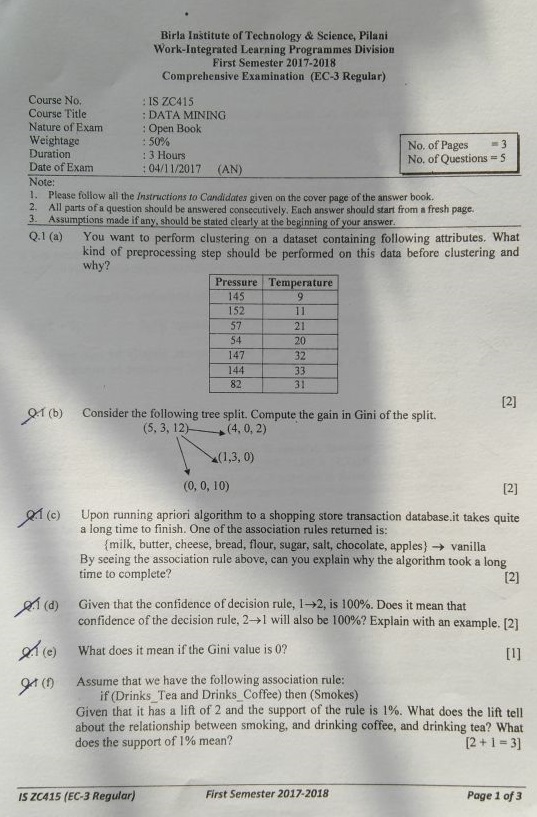 Birla Institute of Technology & Science, Pilani
Work-Integrated Learning Programmes Division
First Semester 2017-2018
Comprehensive Examination (EC-3 Regular)
Course No. : IS ZC415
Course Title : DATA MINING
Nature of Exam : Open Book
Weightage : 50%
Duration : 3 Hours
Date of Exam : 04/11/2017 (AN)
No. of Pages = 3
No. of Questions = 5
Note:
1. Please follow all the Instructions to Candidates given on the cover page of the answer book.
2. All parts of a question should be answered consecutively. Each answer should start from a fresh page.
3. Assumptions made if any, should be stated clearly at the beginning of your answer.
Q.1 (a) You want to perform clustering on a dataset containing following attributes. What
kind of preprocessing step should be performed on this data before clustering and
why?
Pressure Temperature
145 9
152 11
57 21
54 20
147 32
144 33
82 31
[2]
Q.1 (b) Consider the following tree split. Compute the gain in Gini of the split.
(5, 3, 12) (4, 0, 2)
(1,3, 0)
(0, 0, 10) [2]
Q.1 (c) Upon running apriori algorithm to a shopping store transaction database.it takes quite
a long time to finish. One of the association rules returned is:
{milk, butter, cheese, bread, flour, sugar, salt, chocolate, apples} → vanilla
By seeing the association rule above, can you explain why the algorithm took a long
time to complete? [2]
Q.1 (d) Given that the confidence of decision rule, 1→2, is 100%. Does it mean that
confidence of the decision rule, 2→1 will also be 100%? Explain with an example. [2]
Q.1 (e) What does it mean if the Gini value is 0? [1]
Q.1 (f) Assume that we have the following association rule:
if (Drinks_Tea and Drinks_Coffee) then (Smokes)
Given that it has a lift of 2 and the support of the rule is 1%. What does the lift tell
about the relationship between smoking, and drinking coffee, and drinking tea? What
does the support of 1% mean? [2 + 1 = 3]
IS ZC415 (EC-3 Regular) First Semester 2017-2018 Page 1 of 3